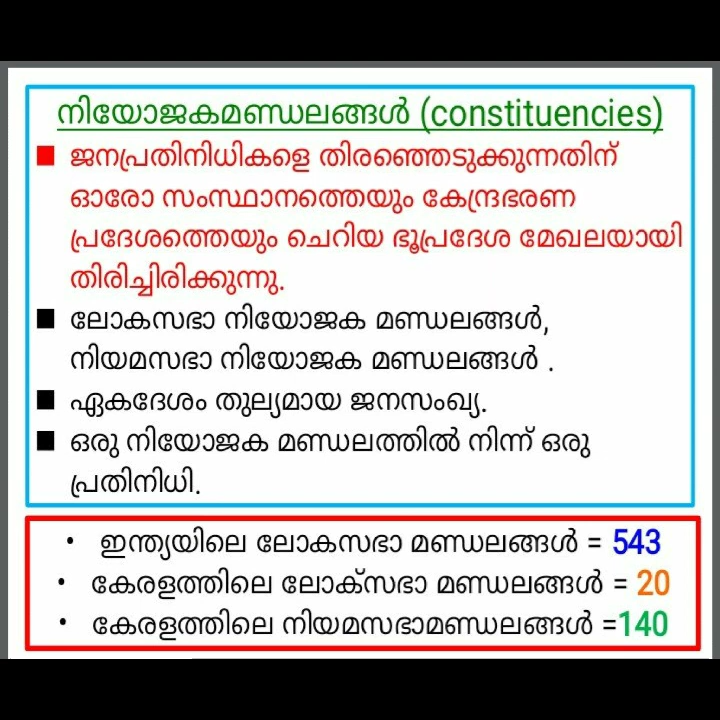 നിയോജകമണ്ഡലങ്ങൾ (constituencies)
■ ജനപ്രതിനിധികളെ തിരഞ്ഞെടുക്കുന്നതിന്
ഓരോ സംസ്ഥാനത്തെയും കേന്ദ്രഭരണ
പ്രദേശത്തെയും ചെറിയ ഭൂപ്രദേശ മേഖലയായി
തിരിച്ചിരിക്കുന്നു.
■ ലോകസഭാ നിയോജക മണ്ഡലങ്ങൾ,
നിയമസഭാ നിയോജക മണ്ഡലങ്ങൾ .
■ ഏകദേശം തുല്യമായ ജനസംഖ്യ.
■ ഒരു നിയോജക മണ്ഡലത്തിൽ നിന്ന് ഒരു
പ്രതിനിധി.
• ഇന്ത്യയിലെ ലോകസഭാ മണ്ഡലങ്ങൾ = 543
• കേരളത്തിലെ ലോക്സഭാ മണ്ഡലങ്ങൾ = 20
• കേരളത്തിലെ നിയമസഭാമണ്ഡലങ്ങൾ =140